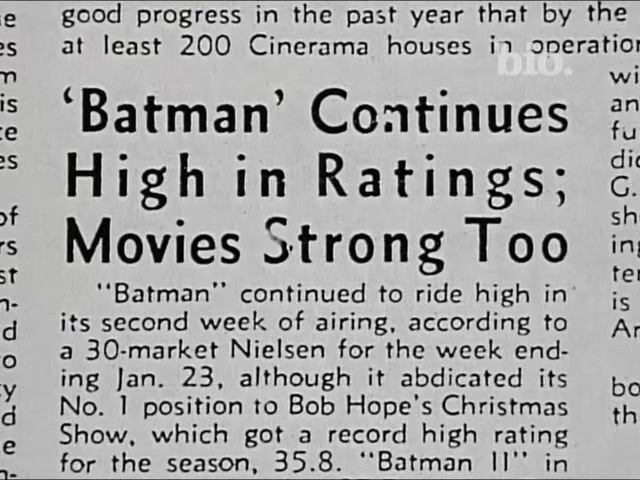 good progress in the past year that by the
at least 200 Cinerama houses in operation
bio.
'Batman' Continues
High in Ratings;
Movies Strong Too
"Batman" continued to ride high in
its second week of airing, according to
a 30-market Nielsen for the week end-
ing Jan. 23, although it abdicated its
No. 1 position to Bob Hope's Christmas
Show, which got a record high rating
for the season, 35.8. "Batman II" in